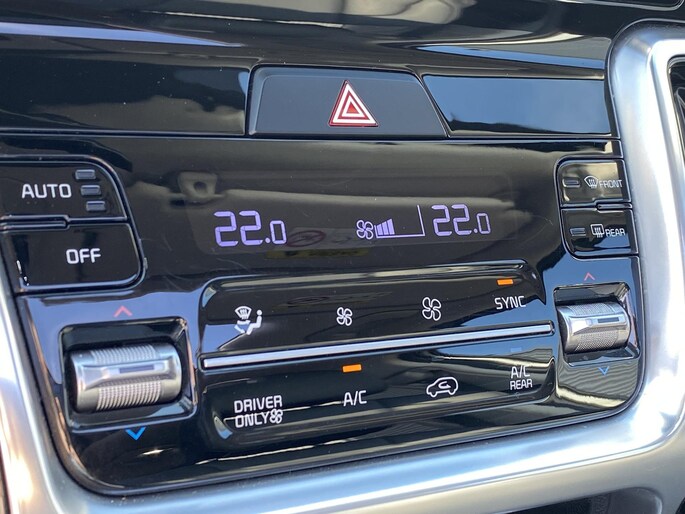 AUTO
OFF
22.0
22.0
FRONT
REAR
SYNC
DRIVER
ONLY
A/C
A/C
REAR